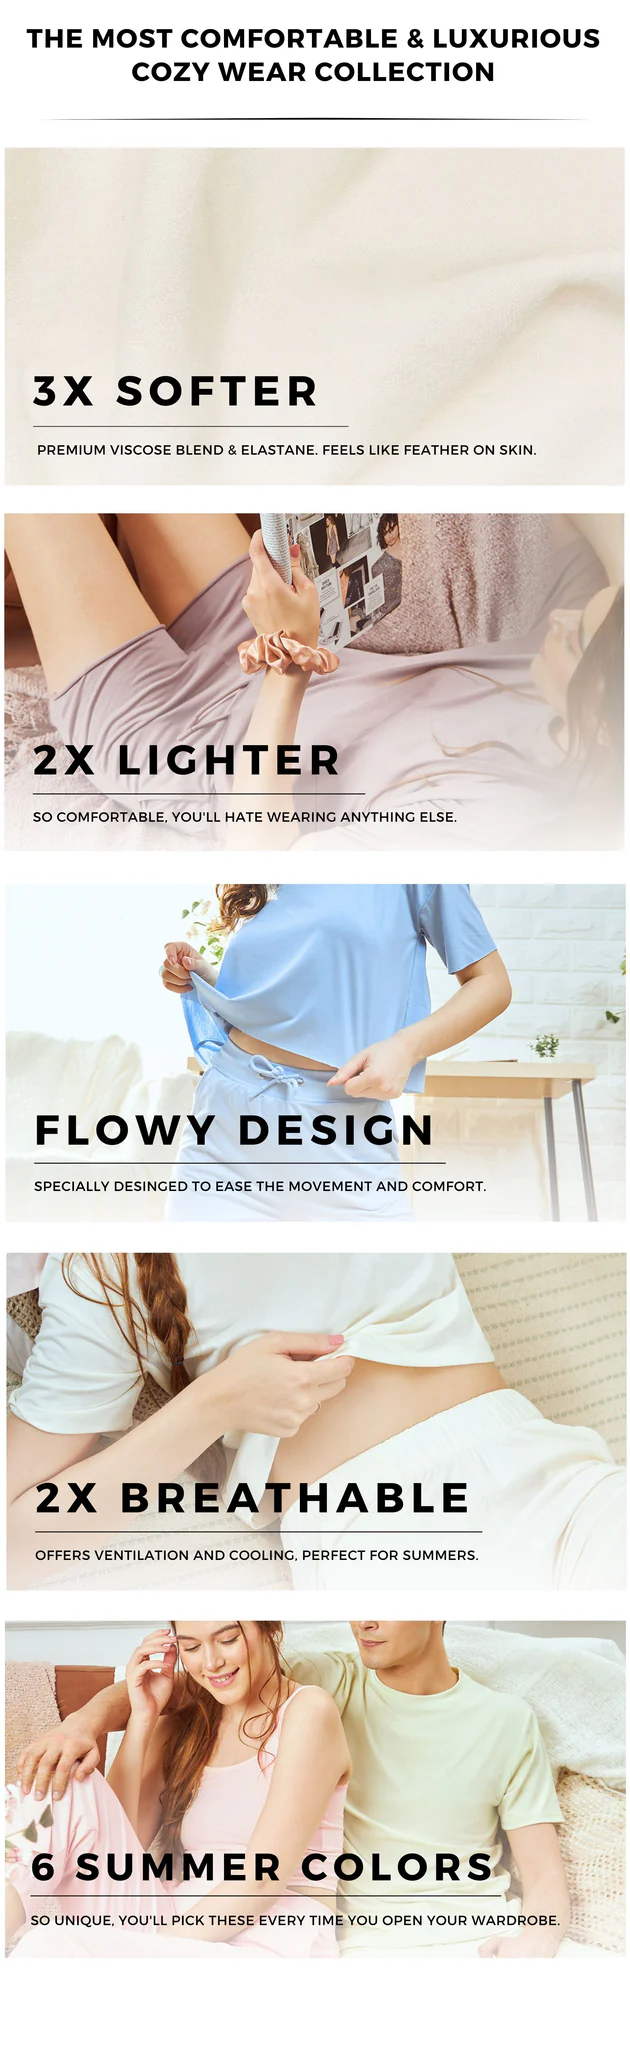 THE MOST COMFORTABLE & LUXURIOUS
COZY WEAR COLLECTION
3X SOFTER
PREMIUM VISCOSE BLEND & ELASTANE. FEELS LIKE FEATHER ON SKIN.
2X LIGHTER
SO COMFORTABLE, YOU'LL HATE WEARING ANYTHING ELSE.
FLOWY DESIGN
SPECIALLY DESINGED TO EASE THE MOVEMENT AND COMFORT.
2X BREATHABLE
OFFERS VENTILATION AND COOLING, PERFECT FOR SUMMERS.
6 SUMMER COLORS
SO UNIQUE, YOU'LL PICK THESE EVERY TIME YOU OPEN YOUR WARDROBE.